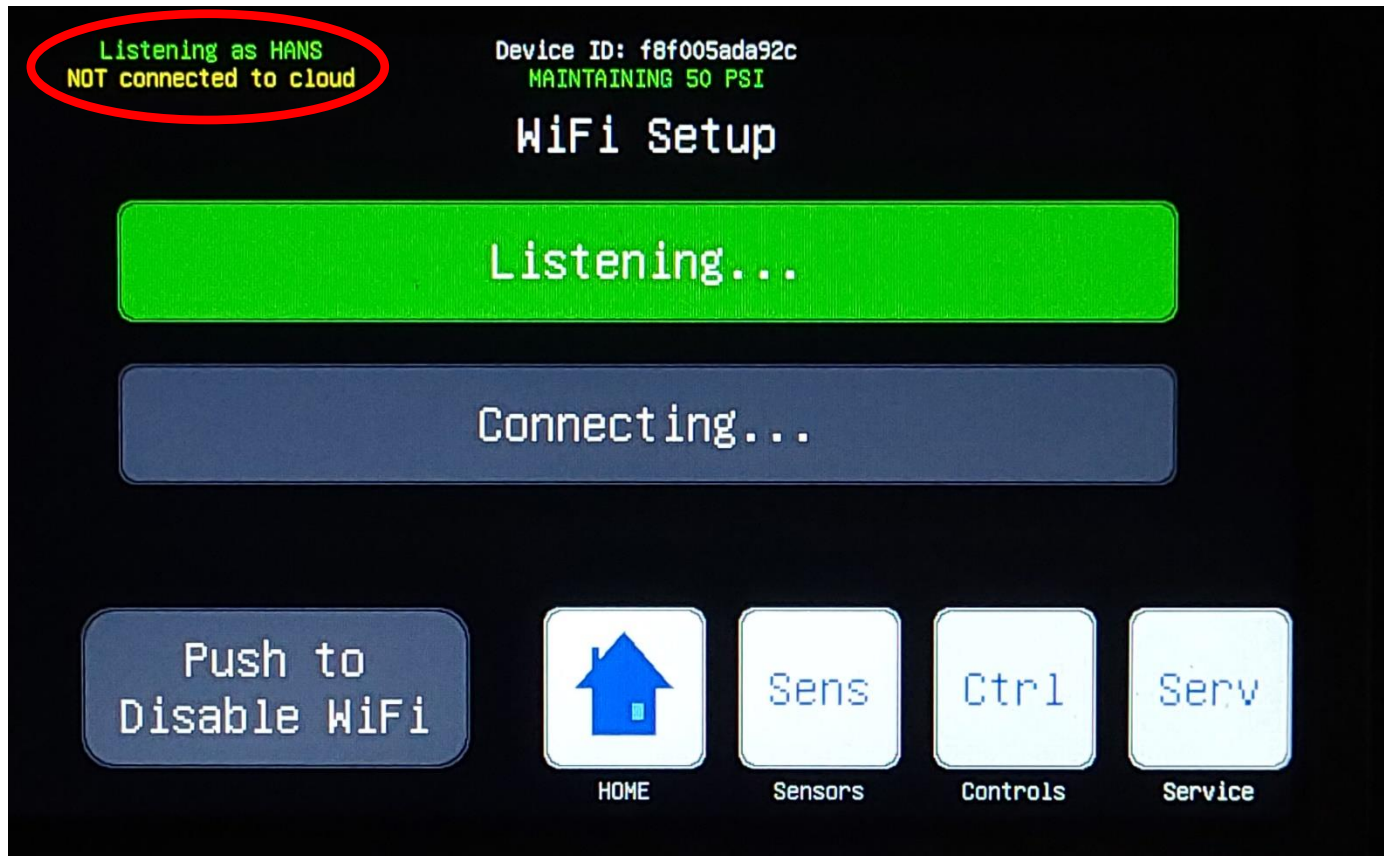 Listening as HANS
NOT connected to cloud
Device ID: f8f005ada92c
MAINTAINING 50 PSI
WiFi Setup
Listening...
Connecting...
Push to
Disable WiFi
Sens
Ctrl
Serv
HOME
Sensors
Controls
Service